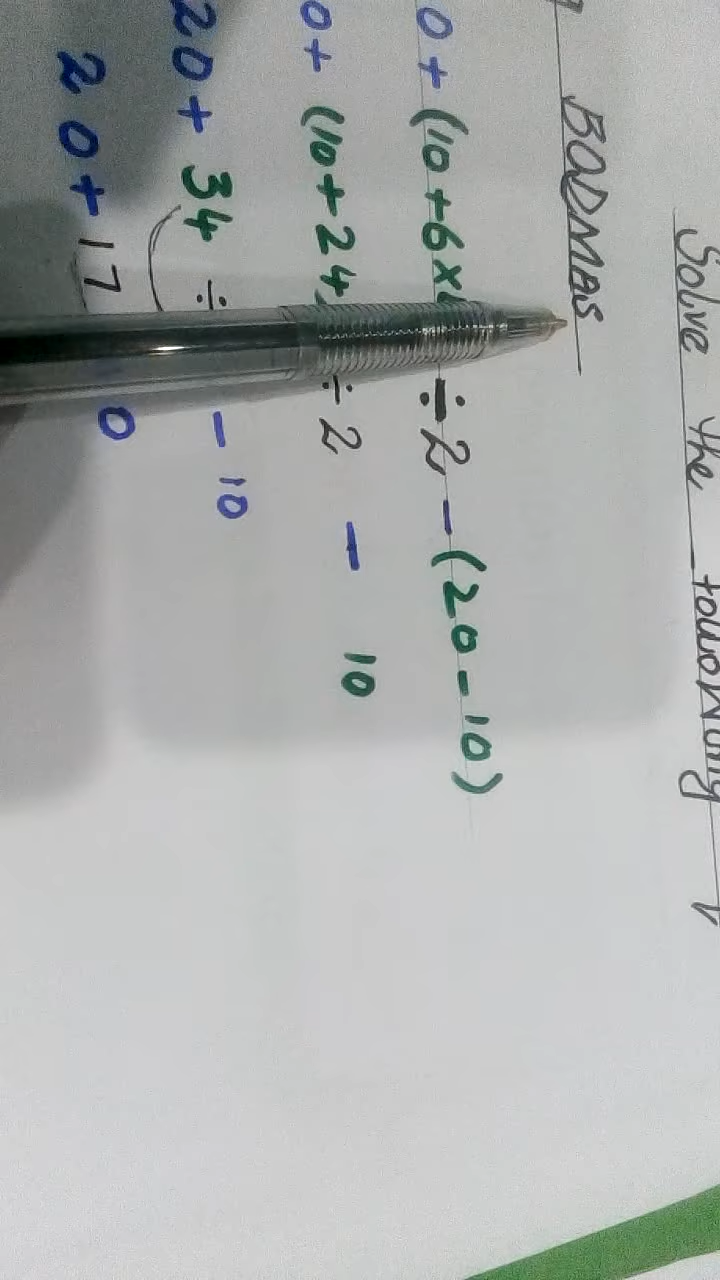 Solve the following
BODMAS
0 + (10 + 6 × ÷ 2 - (20 - 10)
0 + (10 + 24 ÷ 2 - 10
20 + 34 ÷ - 10
20 + 17 0